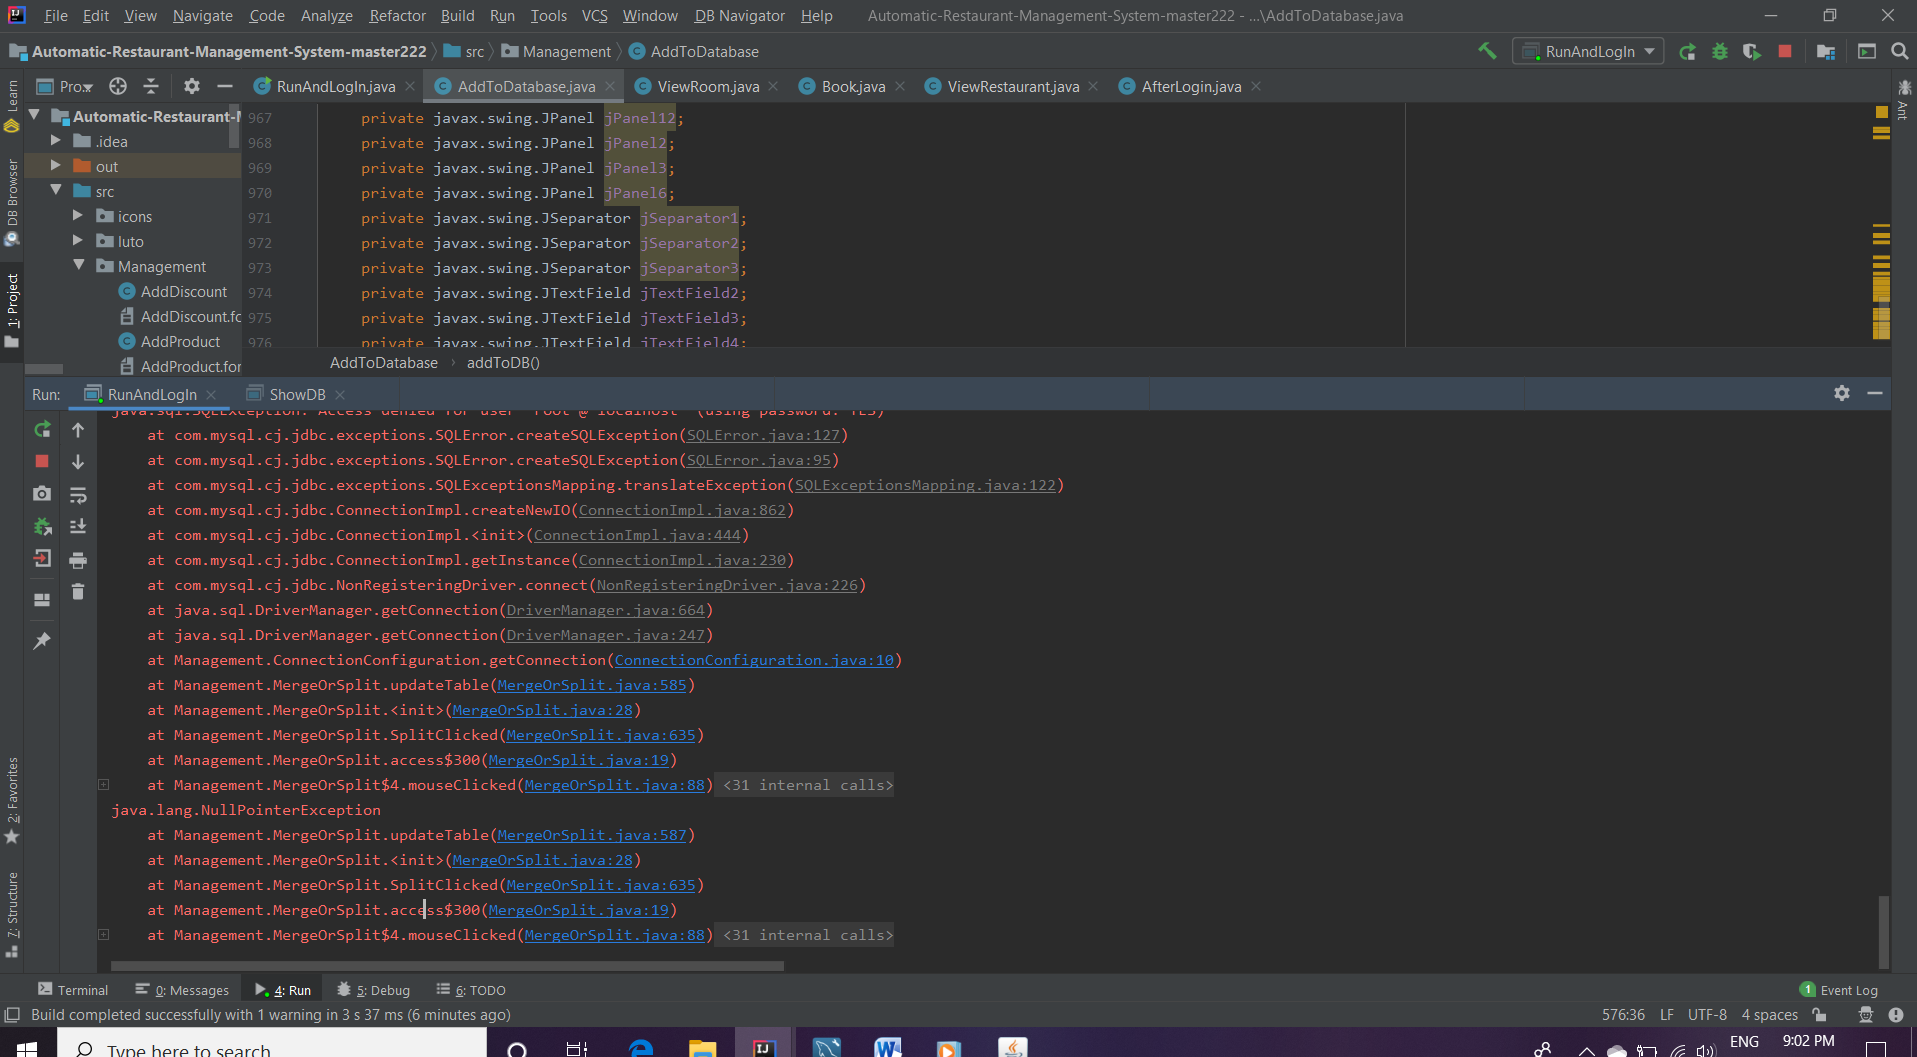 File Edit View Navigate Code Analyze Refactor Build Run Tools VCS Window DB Navigator Help Automatic-Restaurant-Management-System-master222 - ...\AddToDatabase.java
Automatic-Restaurant-Management-System-master222 src Management AddToDatabase RunAndLogIn
Pro... RunAndLogIn.java AddToDatabase.java ViewRoom.java Book.java ViewRestaurant.java AfterLogin.java
Learn
DB Browser
1: Project
2: Favorites
7: Structure
Ant
Automatic-Restaurant-
.idea
out
src
icons
luto
Management
AddDiscount
AddDiscount.fc
AddProduct
AddProduct.for
967 private javax.swing.JPanel jPanel12;
968 private javax.swing.JPanel jPanel2;
969 private javax.swing.JPanel jPanel3;
970 private javax.swing.JPanel jPanel6;
971 private javax.swing.JSeparator jSeparator1;
972 private javax.swing.JSeparator jSeparator2;
973 private javax.swing.JSeparator jSeparator3;
974 private javax.swing.JTextField jTextField2;
975 private javax.swing.JTextField jTextField3;
976 private javax.swing.JTextField jTextField4;
AddToDatabase › addToDB()
Run: RunAndLogIn ShowDB
java.sql.SQLException: Access denied for user 'root'@'localhost' (using password: YES)
at com.mysql.cj.jdbc.exceptions.SQLError.createSQLException(SQLError.java:127)
at com.mysql.cj.jdbc.exceptions.SQLError.createSQLException(SQLError.java:95)
at com.mysql.cj.jdbc.exceptions.SQLExceptionsMapping.translateException(SQLExceptionsMapping.java:122)
at com.mysql.cj.jdbc.ConnectionImpl.createNewIO(ConnectionImpl.java:862)
at com.mysql.cj.jdbc.ConnectionImpl.<init>(ConnectionImpl.java:444)
at com.mysql.cj.jdbc.ConnectionImpl.getInstance(ConnectionImpl.java:230)
at com.mysql.cj.jdbc.NonRegisteringDriver.connect(NonRegisteringDriver.java:226)
at java.sql.DriverManager.getConnection(DriverManager.java:664)
at java.sql.DriverManager.getConnection(DriverManager.java:247)
at Management.ConnectionConfiguration.getConnection(ConnectionConfiguration.java:10)
at Management.MergeOrSplit.updateTable(MergeOrSplit.java:585)
at Management.MergeOrSplit.<init>(MergeOrSplit.java:28)
at Management.MergeOrSplit.SplitClicked(MergeOrSplit.java:635)
at Management.MergeOrSplit.access$300(MergeOrSplit.java:19)
at Management.MergeOrSplit$4.mouseClicked(MergeOrSplit.java:88) <31 internal calls>
java.lang.NullPointerException
at Management.MergeOrSplit.updateTable(MergeOrSplit.java:587)
at Management.MergeOrSplit.<init>(MergeOrSplit.java:28)
at Management.MergeOrSplit.SplitClicked(MergeOrSplit.java:635)
at Management.MergeOrSplit.access$300(MergeOrSplit.java:19)
at Management.MergeOrSplit$4.mouseClicked(MergeOrSplit.java:88) <31 internal calls>
Terminal 0: Messages 4: Run 5: Debug 6: TODO 1 Event Log
Build completed successfully with 1 warning in 3 s 37 ms (6 minutes ago) 576:36 LF UTF-8 4 spaces
Type here to search ENG 9:02 PM